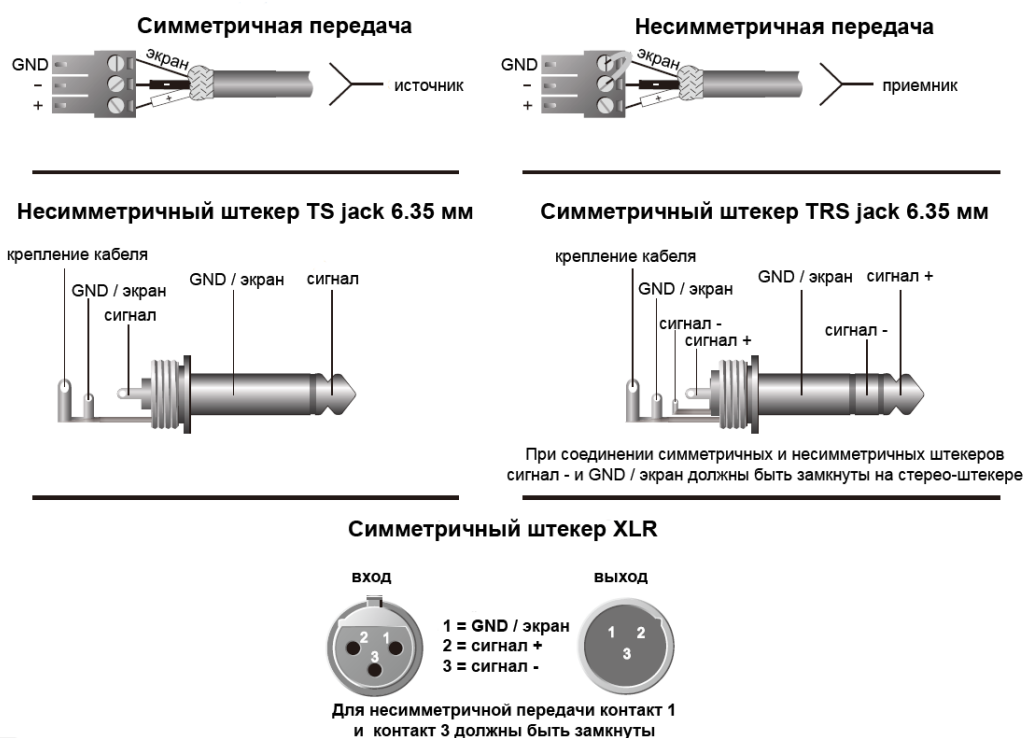 Симметричная передача
GND
–
+
экран
-
+
источник
Несимметричная передача
GND
–
+
экран
-
+
приемник
Несимметричный штекер TS jack 6.35 мм
крепление кабеля
GND / экран
сигнал
GND / экран
сигнал
Симметричный штекер TRS jack 6.35 мм
крепление кабеля
GND / экран
сигнал -
сигнал +
GND / экран
сигнал +
сигнал -
При соединении симметричных и несимметричных штекеров
сигнал - и GND / экран должны быть замкнуты на стерео-штекере
Симметричный штекер XLR
вход
2 1
3
1 = GND / экран
2 = сигнал +
3 = сигнал -
выход
1 2
3
Для несимметричной передачи контакт 1
и контакт 3 должны быть замкнуты